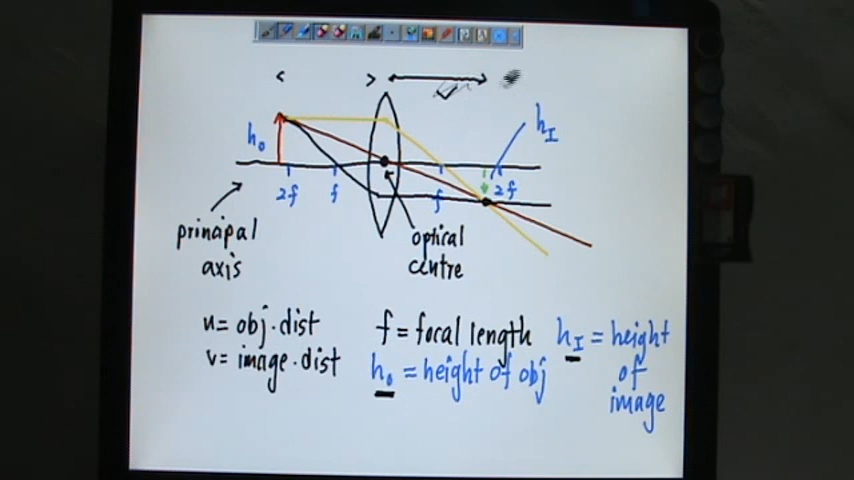 h₀
h_I
2f
f
f
2f
principal
axis
optical
centre
u = obj. dist
v = image. dist
f = focal length
h₀ = height of obj
h_I = height
of
image